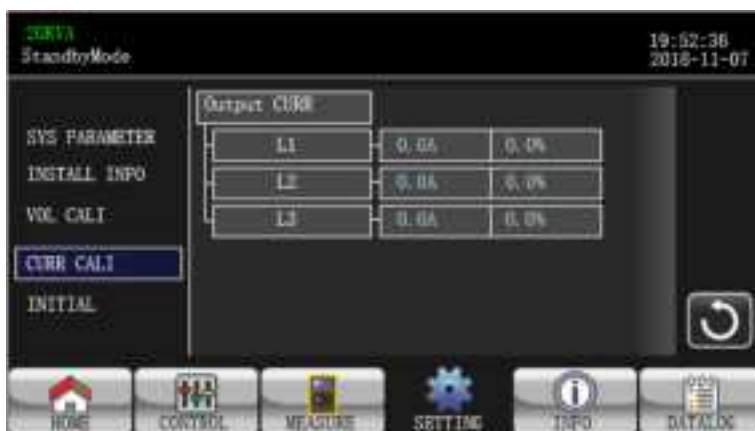 20KVA
StandbyMode
19:52:36
2018-11-07
SYS PARAMETER
INSTALL INFO
VOL CALI
CURR CALI
INITIAL
Output CURR
L1 0.0A 0.0%
L2 0.0A 0.0%
L3 0.0A 0.0%
HOME
CONTROL
MEASURE
SETTING
INFO
DATALOG